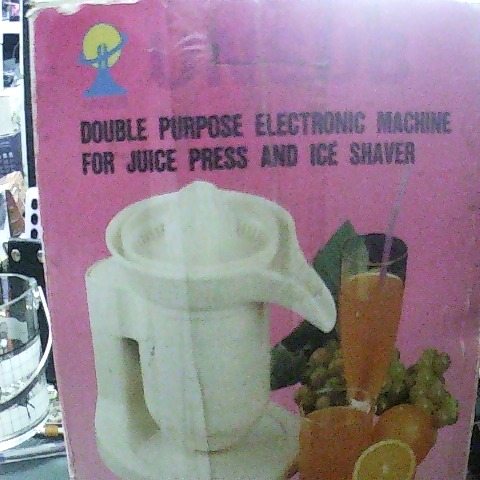 DOUBLE PURPOSE ELECTRONIC MACHINE
FOR JUICE PRESS AND ICE SHAVER